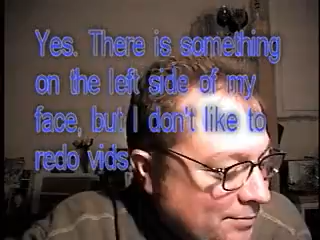 Yes. There is something
on the left side of my
face, but I don't like to
redo vids.